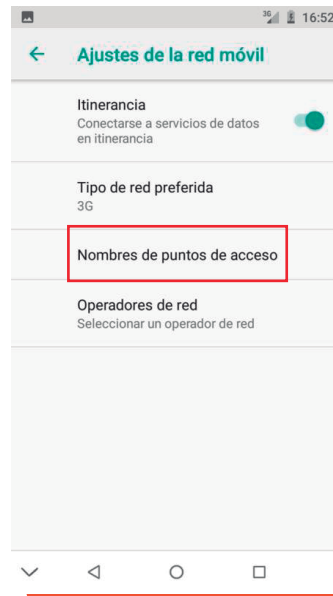 3G 16:52
Ajustes de la red móvil
Itinerancia
Conectarse a servicios de datos
en itinerancia
Tipo de red preferida
3G
Nombres de puntos de acceso
Operadores de red
Seleccionar un operador de red